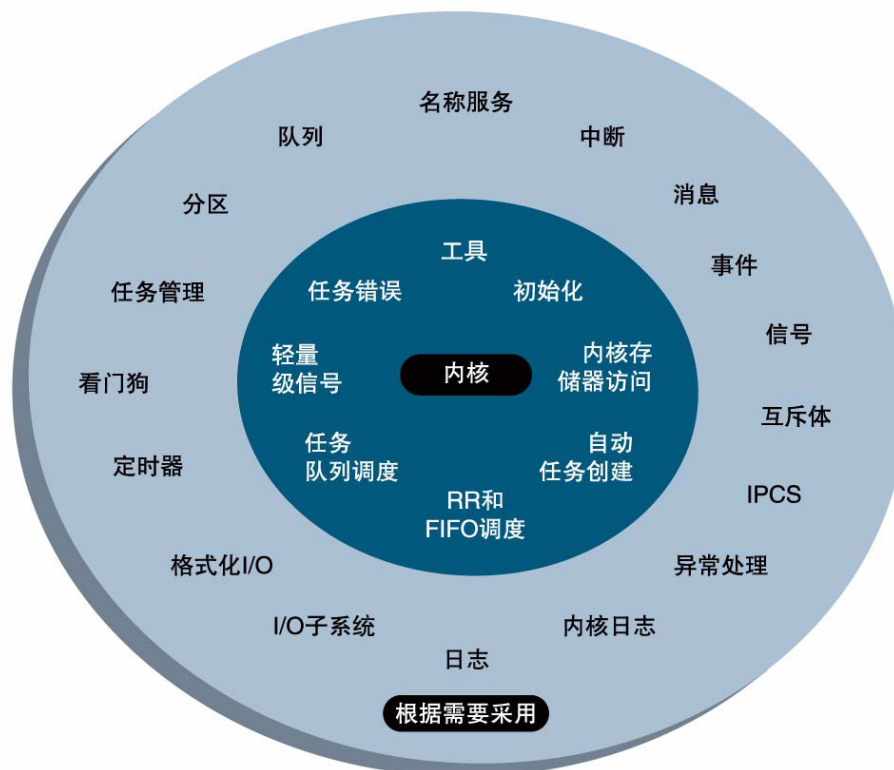 名称服务
队列
中断
分区
消息
工具
事件
任务管理
任务错误
初始化
信号
轻量
级信号
内核
内核存
储器访问
看门狗
互斥体
定时器
任务
队列调度
自动
任务创建
IPCS
RR和
FIFO调度
格式化I/O
异常处理
I/O子系统
内核日志
日志
根据需要采用